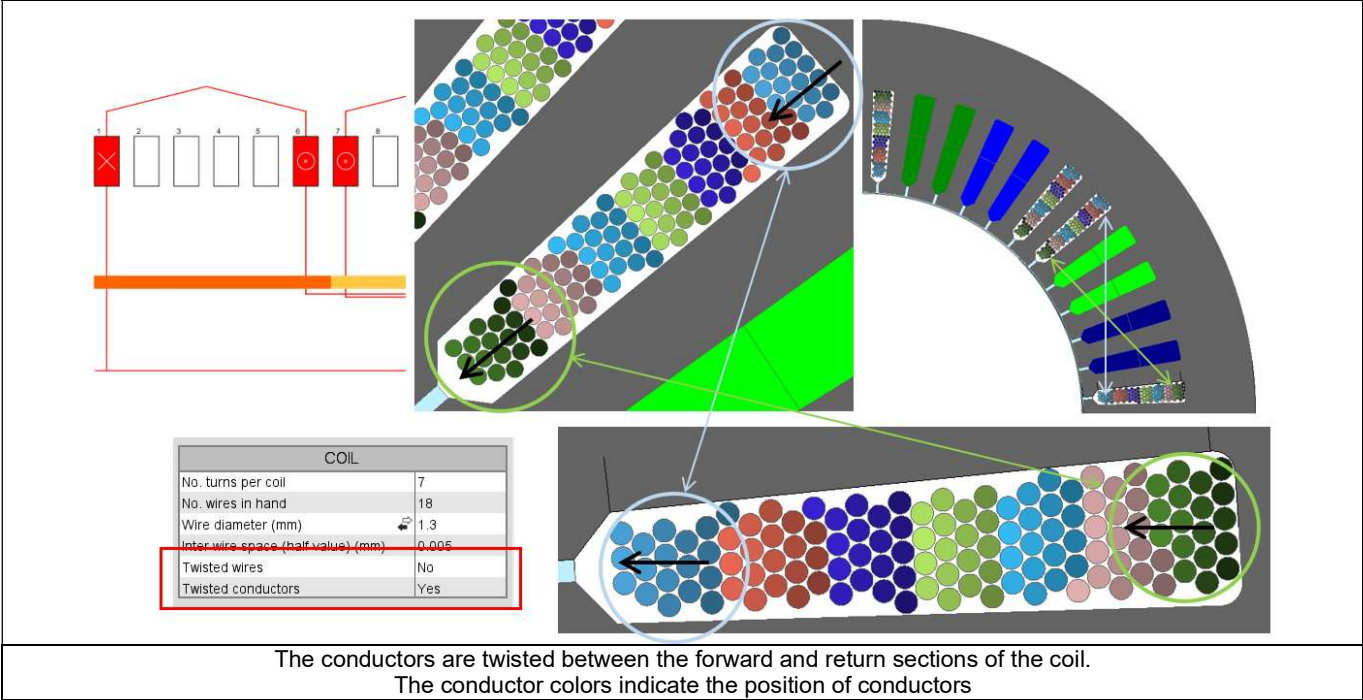 1 2 3 4 5 6 7 8
COIL
No. turns per coil 7
No. wires in hand 18
Wire diameter (mm) 1.3
Inter wire space (half value) (mm) 0.005
Twisted wires No
Twisted conductors Yes
The conductors are twisted between the forward and return sections of the coil.
The conductor colors indicate the position of conductors